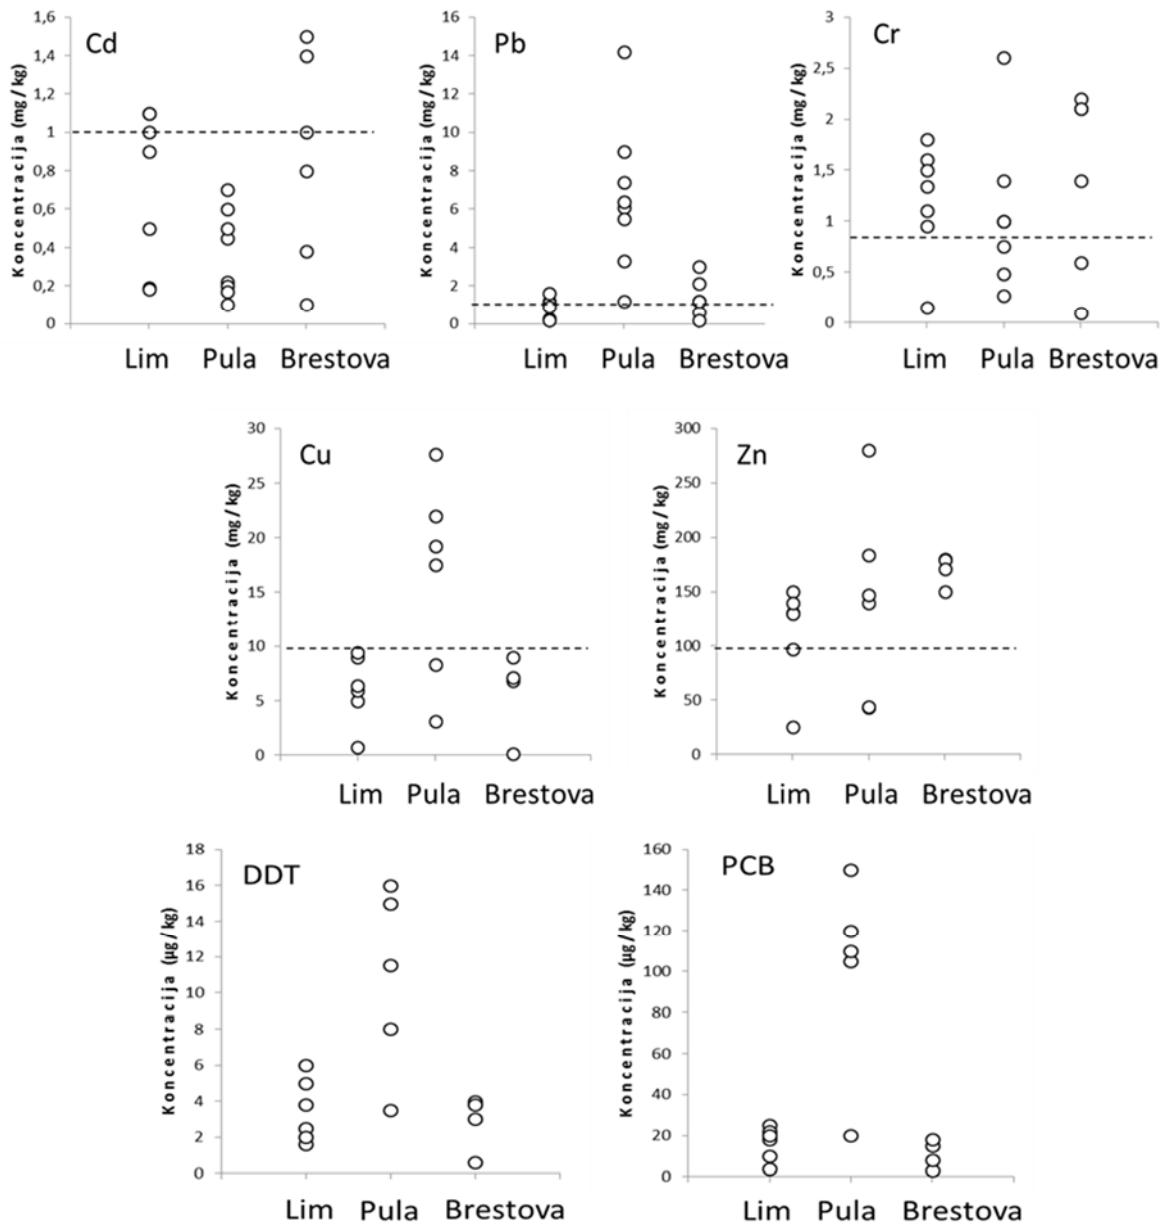 Cd
Koncentracija (mg/kg)
1,6
1,4
1,2
1
0,8
0,6
0,4
0,2
0
Lim Pula Brestova
Pb
Koncentracija (mg/kg)
16
14
12
10
8
6
4
2
0
Lim Pula Brestova
Cr
Koncentracija (mg/kg)
3
2,5
2
1,5
1
0,5
0
Lim Pula Brestova
Cu
Koncentracija (mg/kg)
30
25
20
15
10
5
0
Lim Pula Brestova
Zn
Koncentracija (mg/kg)
300
250
200
150
100
50
0
Lim Pula Brestova
DDT
Koncentracija (µg/kg)
18
16
14
12
10
8
6
4
2
0
Lim Pula Brestova
PCB
Koncentracija (µg/kg)
160
140
120
100
80
60
40
20
0
Lim Pula Brestova